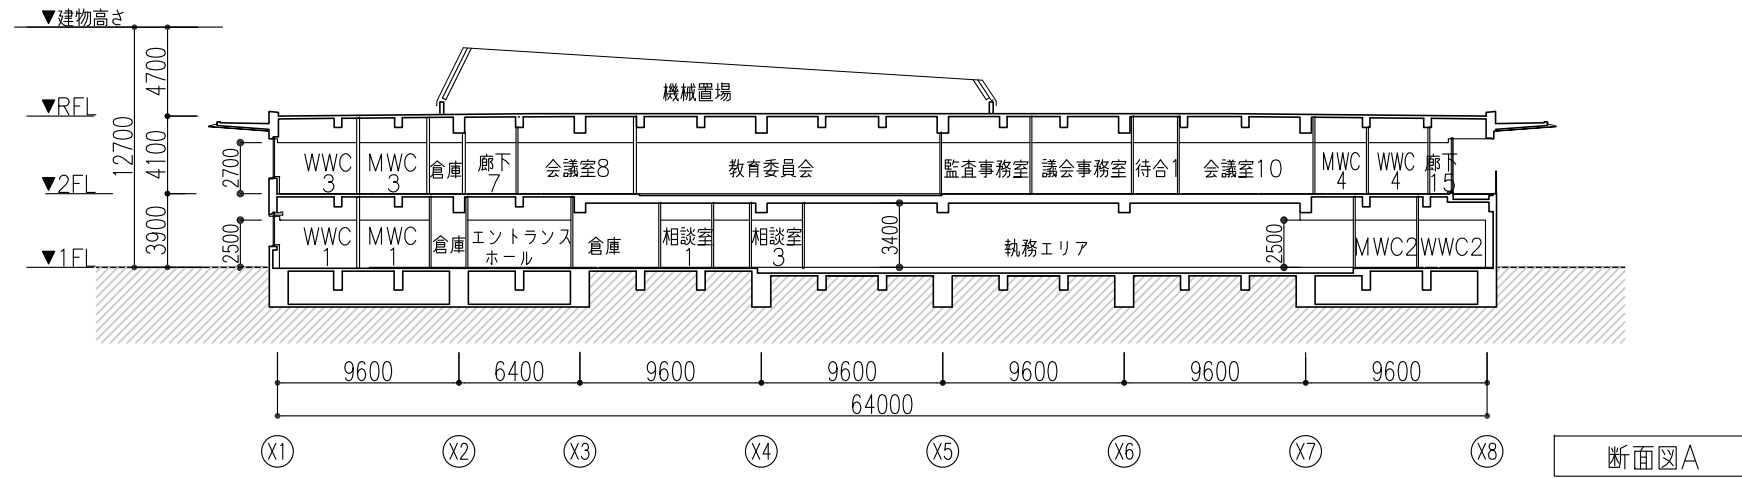 ▼建物高さ
4700
機械置場
▼RFL
12700
4100
2700
WWC
3
MWC
3
倉庫
廊下
7
会議室8
教育委員会
監査事務室
議会事務室
待合1
会議室10
MWC
4
WWC
4
廊下
15
▼2FL
3900
2500
WWC
1
MWC
1
倉庫
エントランス
ホール
倉庫
相談室
1
相談室
3
3400
執務エリア
2500
MWC2
WWC2
▼1FL
9600
6400
9600
9600
9600
9600
9600
64000
X1
X2
X3
X4
X5
X6
X7
X8
断面図A